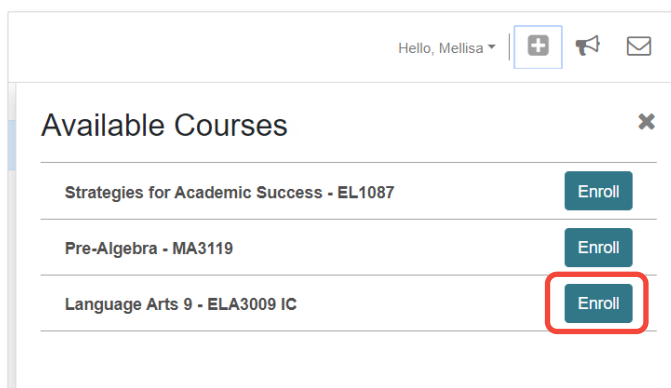 Hello, Mellisa
Available Courses
Strategies for Academic Success - EL1087 Enroll
Pre-Algebra - MA3119 Enroll
Language Arts 9 - ELA3009 IC Enroll